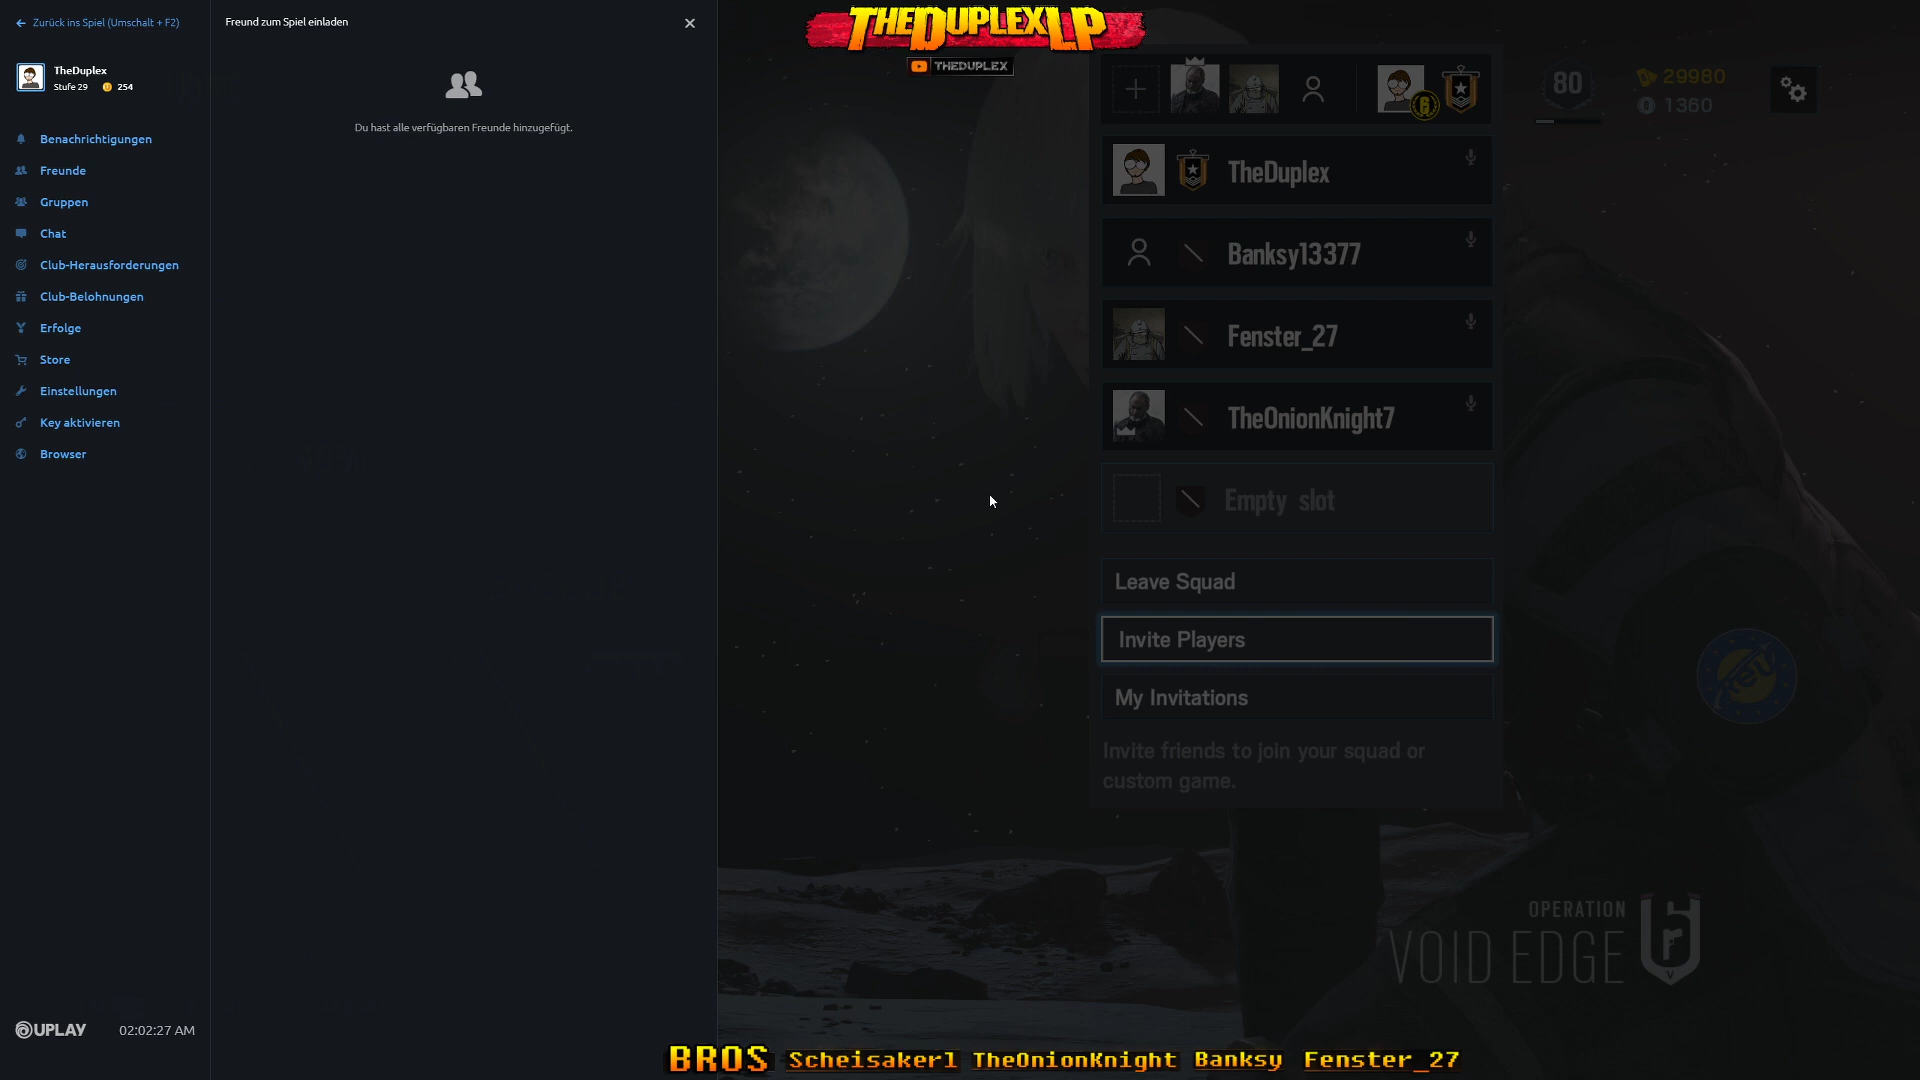 Zurück ins Spiel (Umschalt + F2)
Freund zum Spiel einladen
THEDUPLEXLP
THEDUPLEX
TheDuplex
Stufe 29 254
Benachrichtigungen
Freunde
Gruppen
Chat
Club-Herausforderungen
Club-Belohnungen
Erfolge
Store
Einstellungen
Key aktivieren
Browser
UPLAY 02:02:27 AM
Du hast alle verfügbaren Freunde hinzugefügt.
80
29980
1360
TheDuplex
Banksy13377
Fenster_27
TheOnionKnight7
Empty slot
Leave Squad
Invite Players
My Invitations
Invite friends to join your squad or
custom game.
OPERATION
VOID EDGE
BROS Scheisakerl TheOnionKnight Banksy Fenster_27